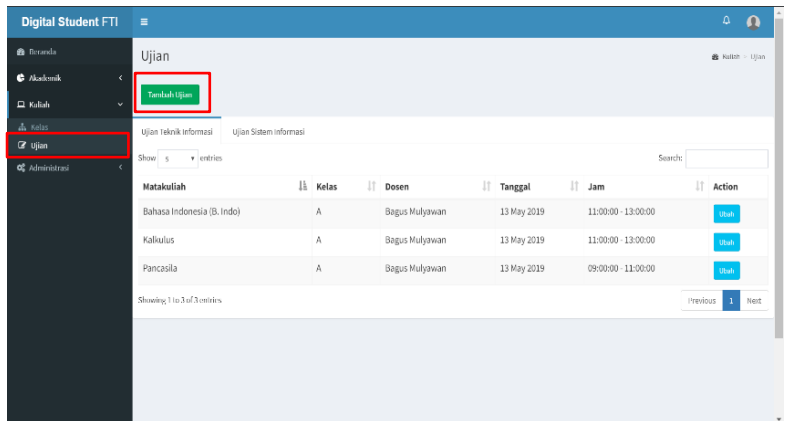 Digital Student FTI
Beranda
Akademik
Kuliah
Kelas
Ujian
Administrasi
Ujian
Kuliah > Ujian
Tambah Ujian
Ujian Teknik Informasi Ujian Sistem Informasi
Show 5 entries Search:
Matakuliah Kelas Dosen Tanggal Jam Action
Bahasa Indonesia (B. Indo) A Bagus Mulyawan 13 May 2019 11:00:00 - 13:00:00 Ubah
Kalkulus A Bagus Mulyawan 13 May 2019 11:00:00 - 13:00:00 Ubah
Pancasila A Bagus Mulyawan 13 May 2019 09:00:00 - 11:00:00 Ubah
Showing 1 to 3 of 3 entries Previous 1 Next